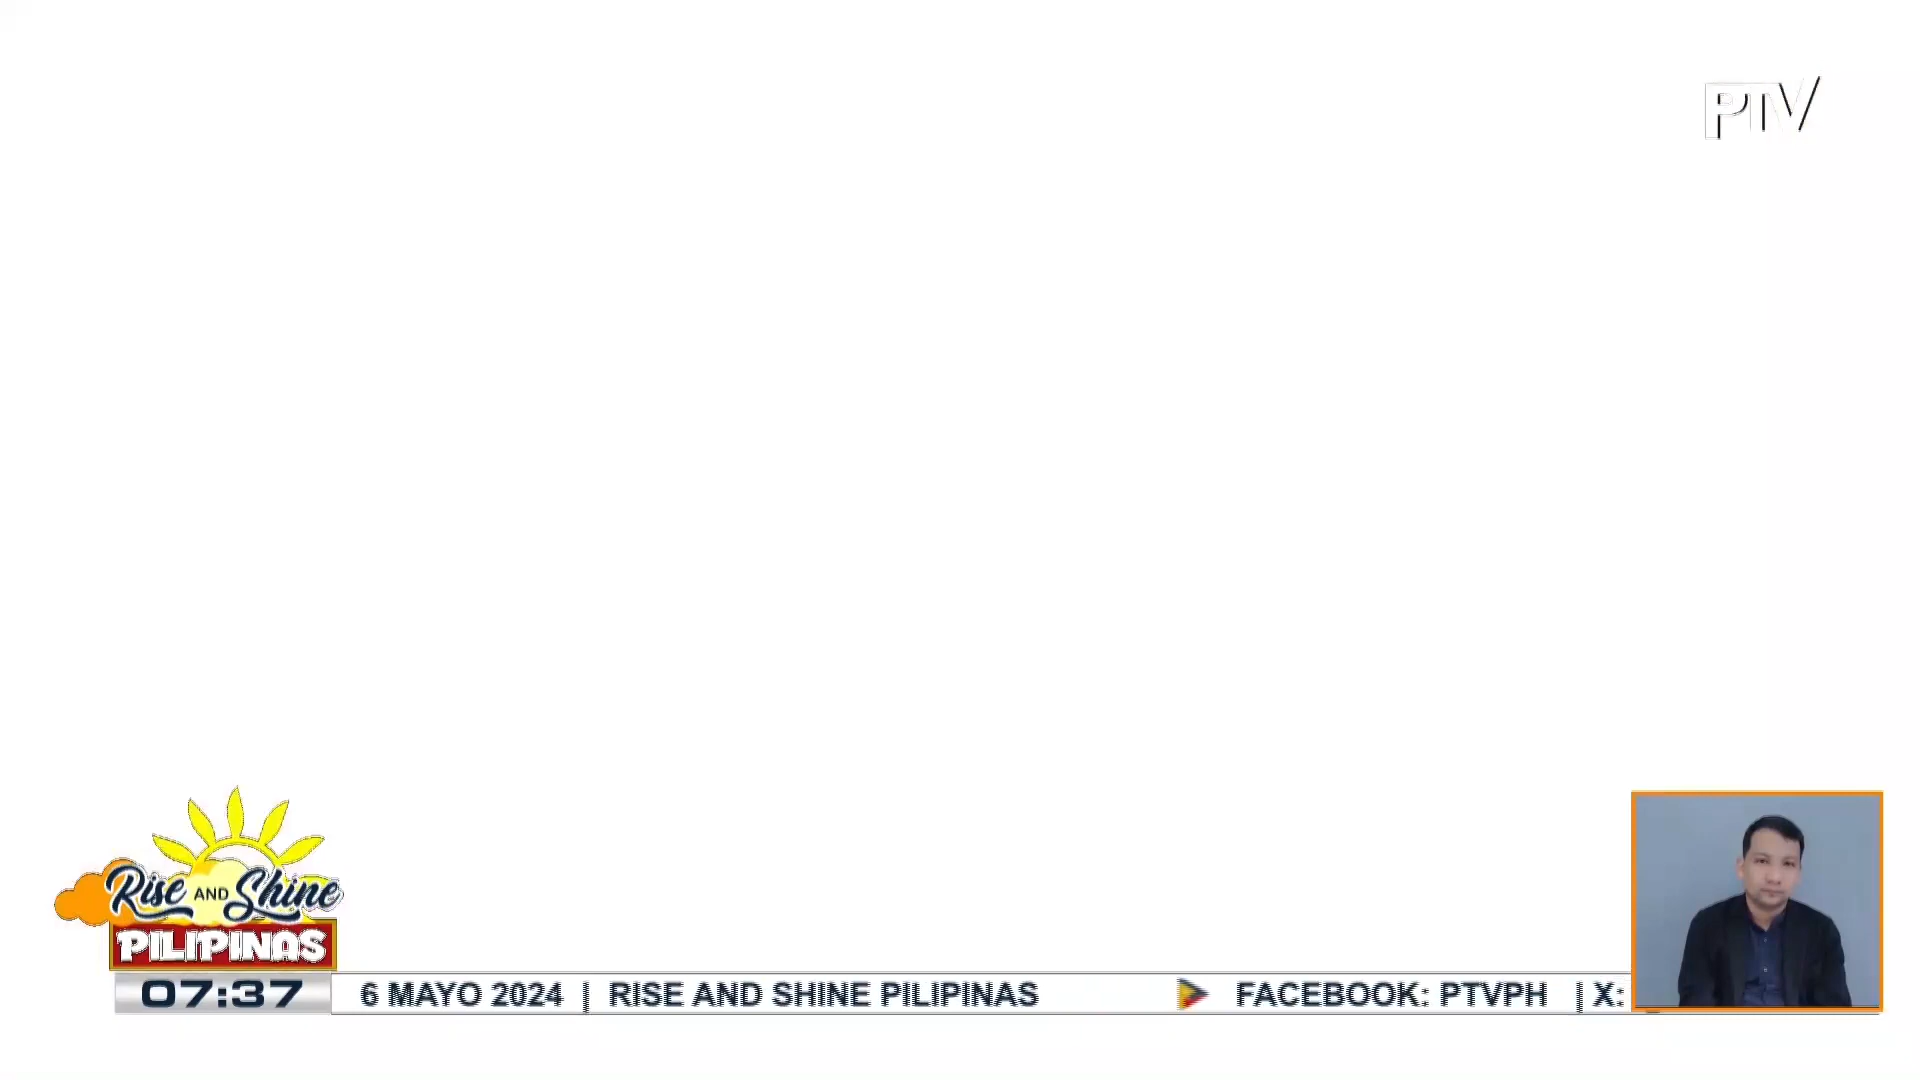 PTV
Rise AND Shine
PILIPINAS
07:37
6 MAYO 2024 | RISE AND SHINE PILIPINAS
FACEBOOK: PTVPH | X: